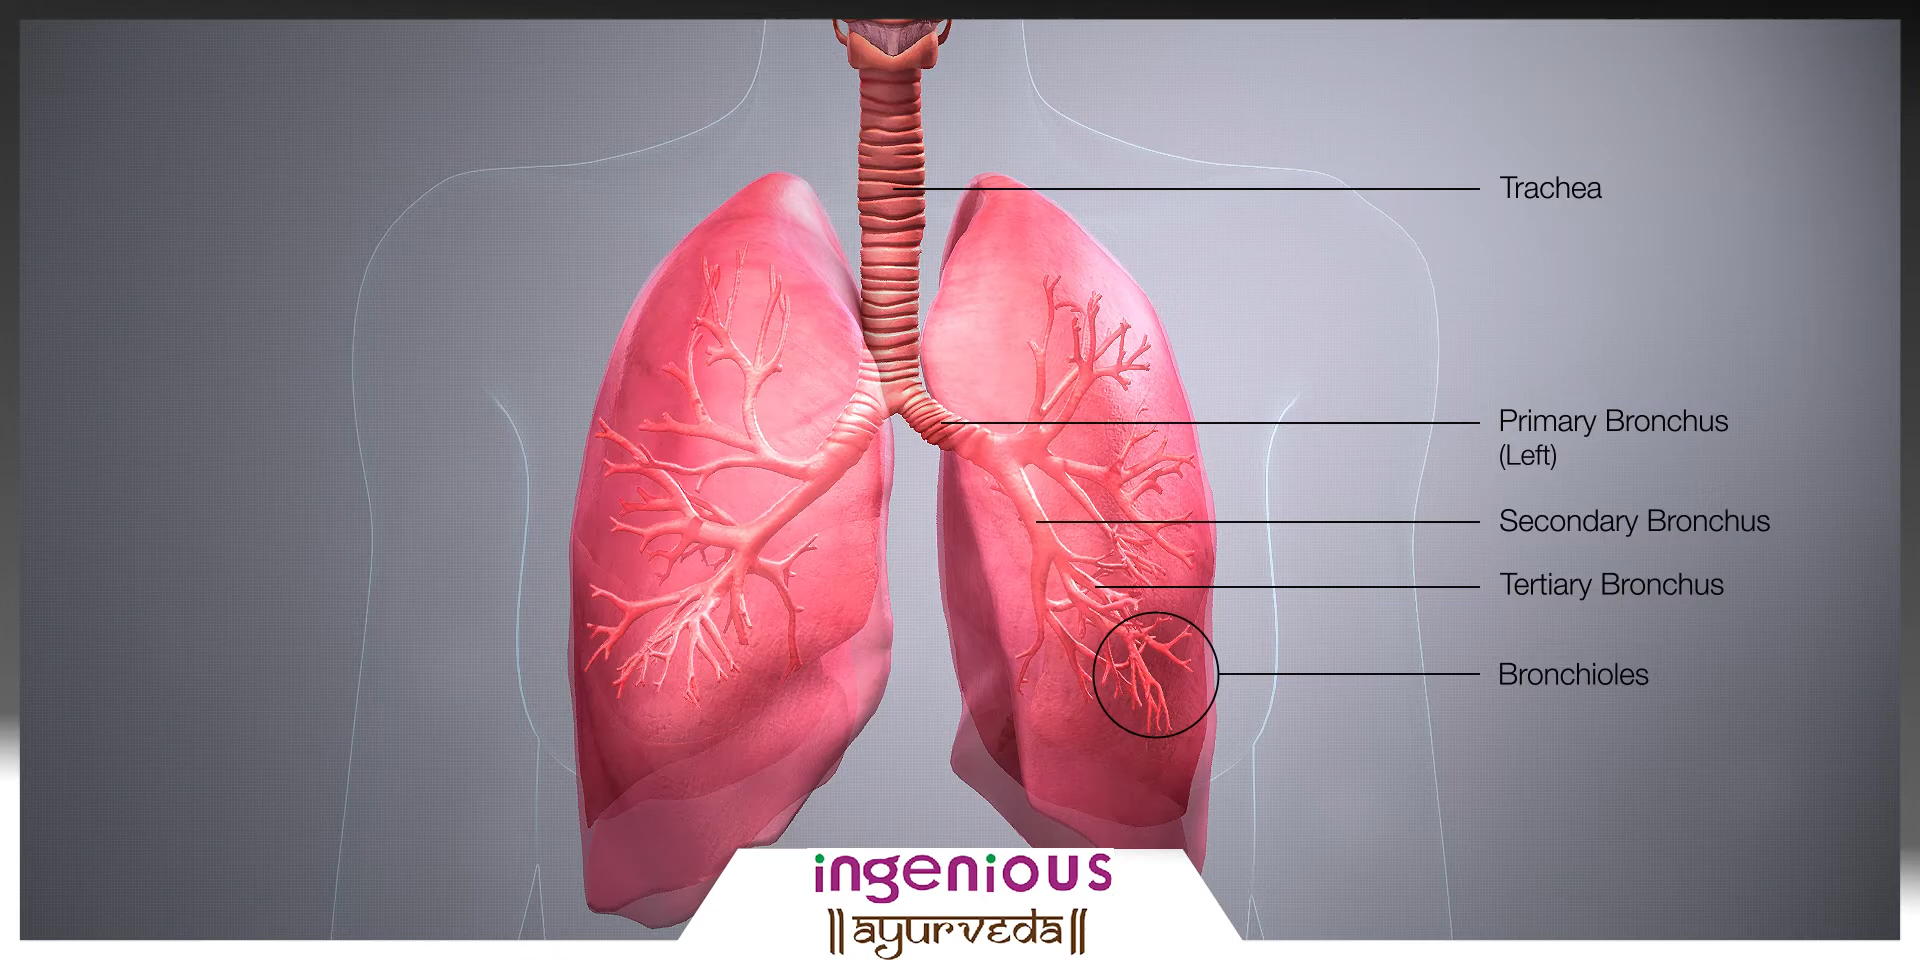 Trachea
Primary Bronchus
(Left)
Secondary Bronchus
Tertiary Bronchus
Bronchioles
ingenious
||ayurveda||